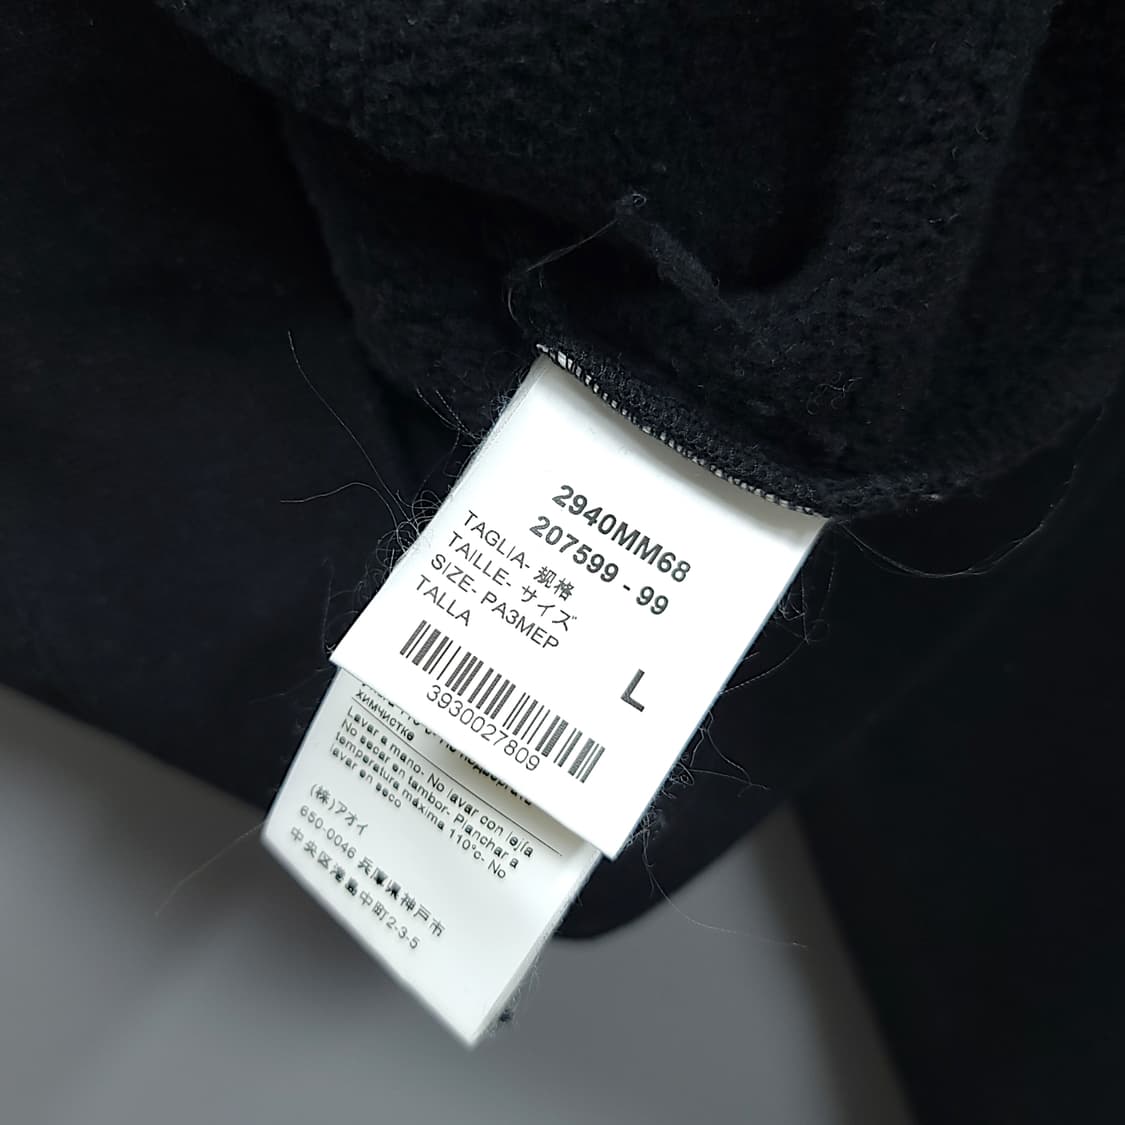 2940MM68
207599 - 99
TAGLIA- 规格
TAILLE- サイズ
SIZE- РАЗМЕР
TALLA
L
3930027809
химчистке
Lavar a mano- No lavar con lejía
No secar en tambor- Planchar a
temperatura máxima 110°c- No
lavar en seco
(株)アオイ
650-0046 兵庫県神戸市
中央区港島中町2-3-5